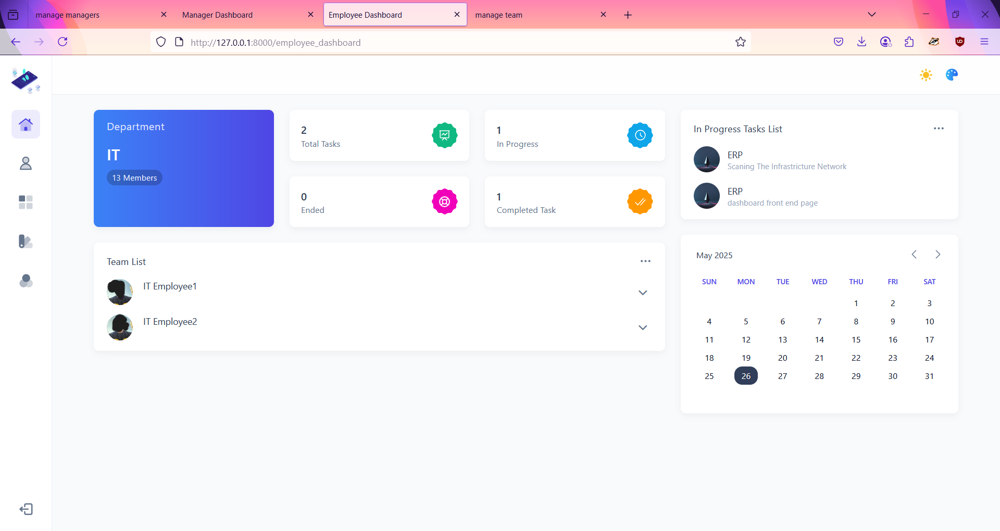 manage managers
Manager Dashboard
Employee Dashboard
manage team
http://127.0.0.1:8000/employee_dashboard
Department
IT
13 Members
2
Total Tasks
1
In Progress
0
Ended
1
Completed Task
In Progress Tasks List
ERP
Scaning The Infrastricture Network
ERP
dashboard front end page
Team List
IT Employee1
IT Employee2
May 2025
SUN MON TUE WED THU FRI SAT
1 2 3
4 5 6 7 8 9 10
11 12 13 14 15 16 17
18 19 20 21 22 23 24
25 26 27 28 29 30 31